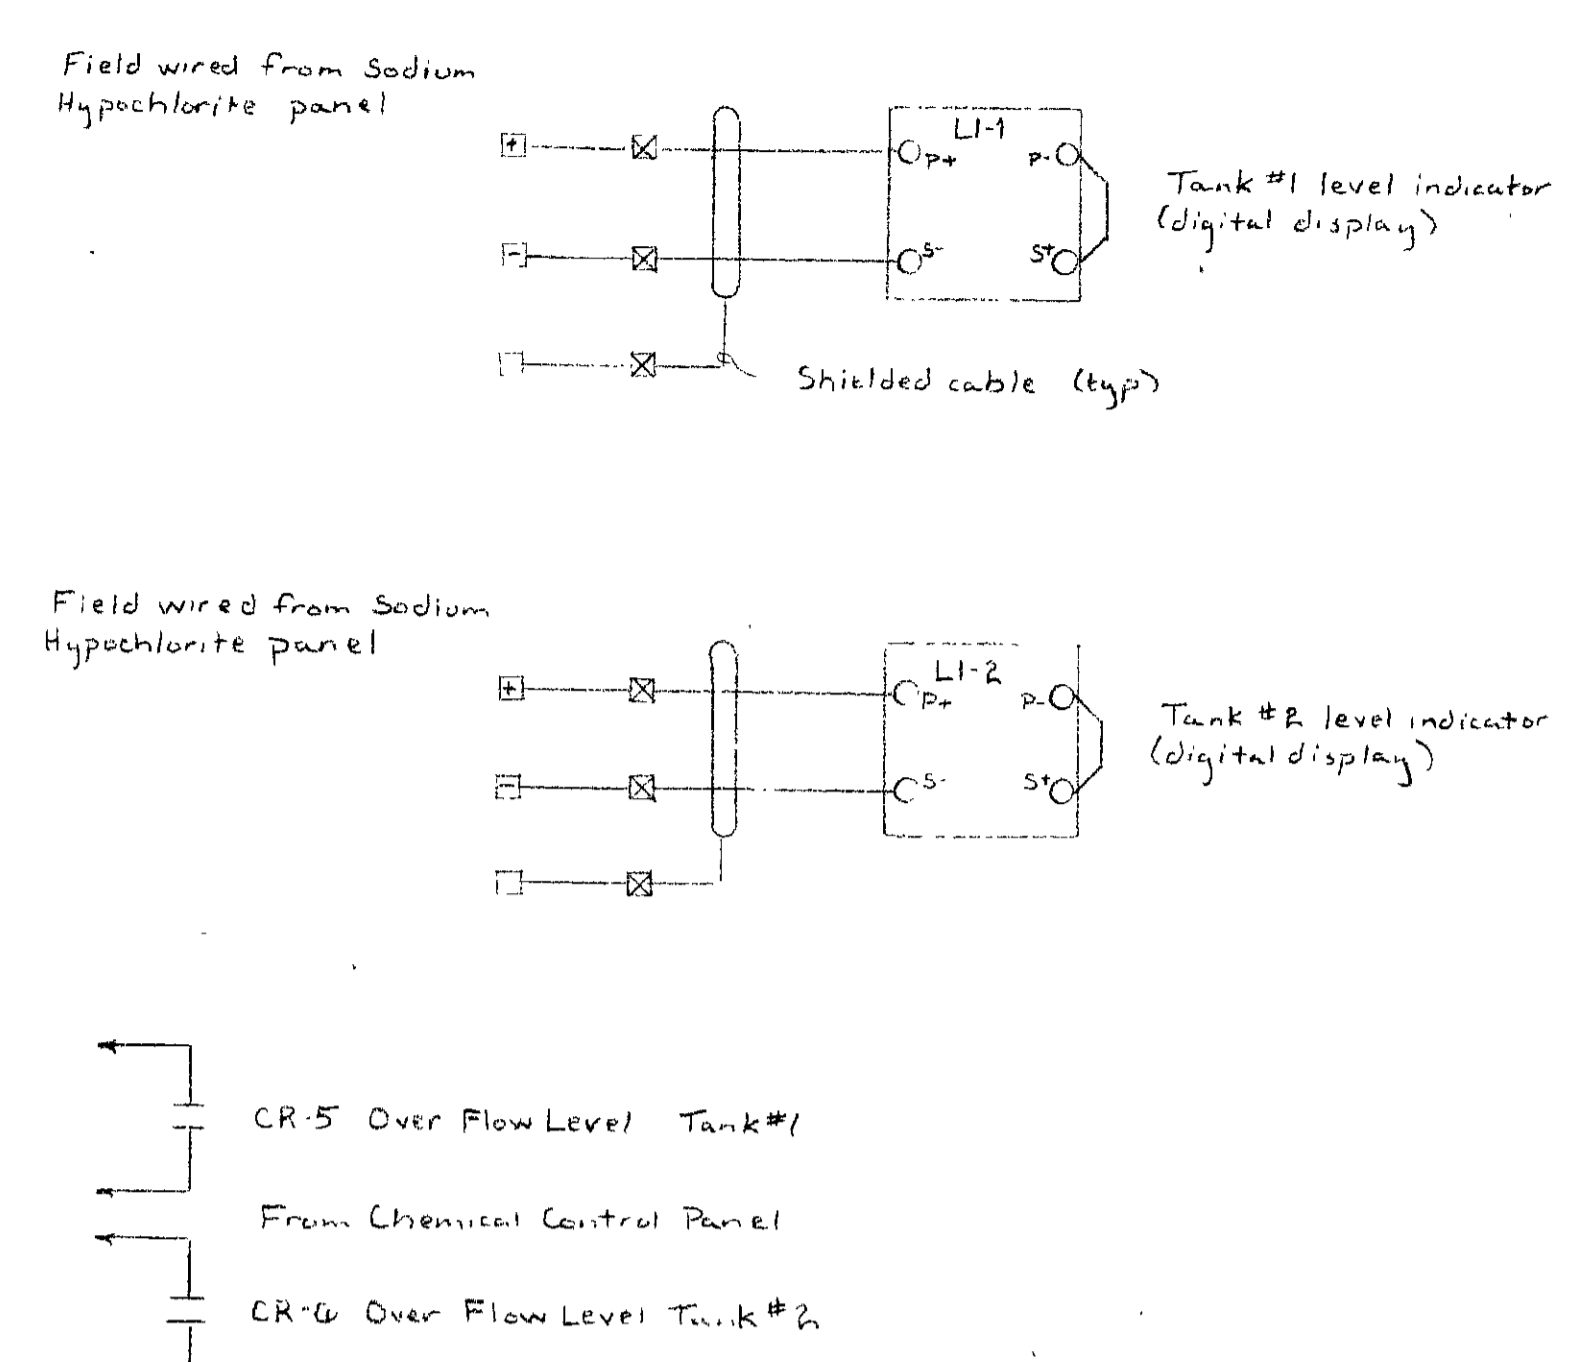 Field wired from Sodium
Hypochlorite panel
+
LI-1
P+
P-
Tank #1 level indicator
(digital display)
-
S-
S+
Shielded cable (typ)
Field wired from Sodium
Hypochlorite panel
+
LI-2
P+
P-
Tank #2 level indicator
(digital display)
-
S-
S+
CR-5 Over Flow Level Tank #1
From Chemical Control Panel
Over Flow Level Tank #2